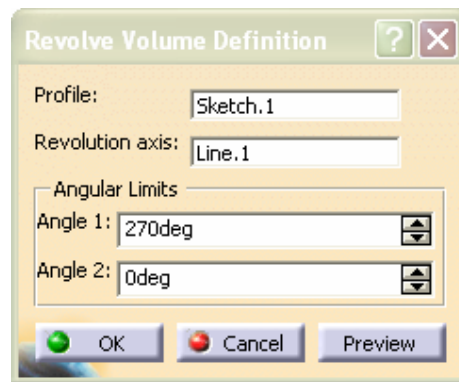 Revolve Volume Definition ?
Profile: Sketch.1
Revolution axis: Line.1
Angular Limits
Angle 1: 270deg
Angle 2: 0deg
OK Cancel Preview